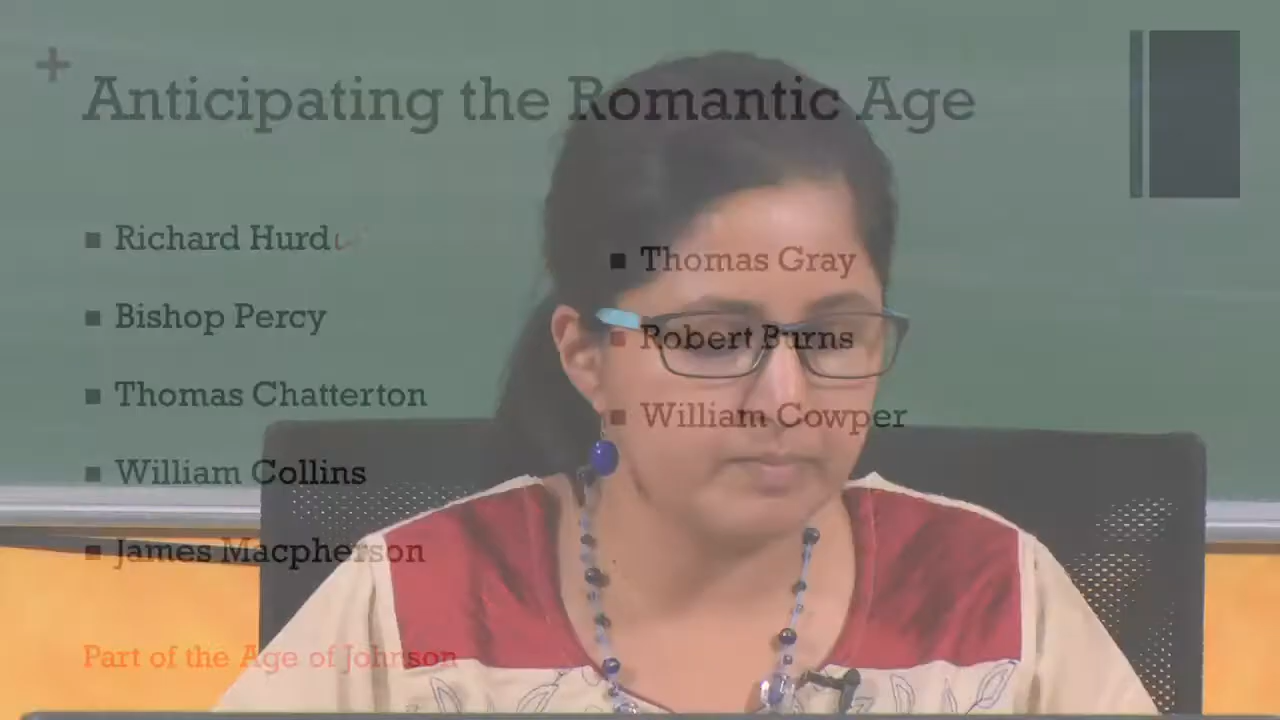 +
Anticipating the Romantic Age
Richard Hurd
Bishop Percy
Thomas Chatterton
William Collins
James Macpherson
Thomas Gray
Robert Burns
William Cowper
Part of the Age of Johnson